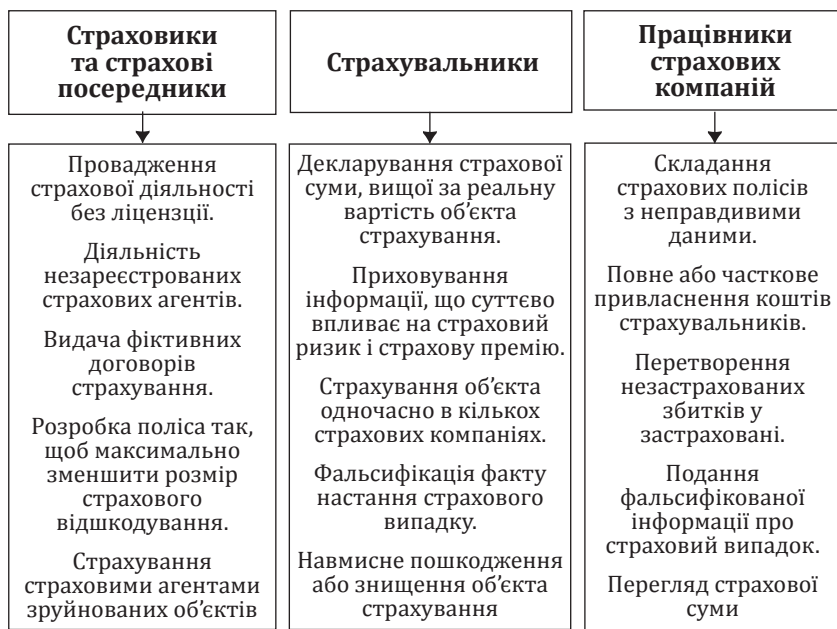 Страховики
та страхові
посередники
Провадження
страхової діяльності
без ліцензії.
Діяльність
незареєстрованих
страхових агентів.
Видача фіктивних
договорів
страхування.
Розробка поліса так,
щоб максимально
зменшити розмір
страхового
відшкодування.
Страхування
страховими агентами
зруйнованих об’єктів
Страхувальники
Декларування страхової
суми, вищої за реальну
вартість об’єкта
страхування.
Приховування
інформації, що суттєво
впливає на страховий
ризик і страхову премію.
Страхування об’єкта
одночасно в кількох
страхових компаніях.
Фальсифікація факту
настання страхового
випадку.
Навмисне пошкодження
або знищення об’єкта
страхування
Працівники
страхових
компаній
Складання
страхових полісів
з неправдивими
даними.
Повне або часткове
привласнення коштів
страхувальників.
Перетворення
незастрахованих
збитків у
застраховані.
Подання
фальсифікованої
інформації про
страховий випадок.
Перегляд страхової
суми